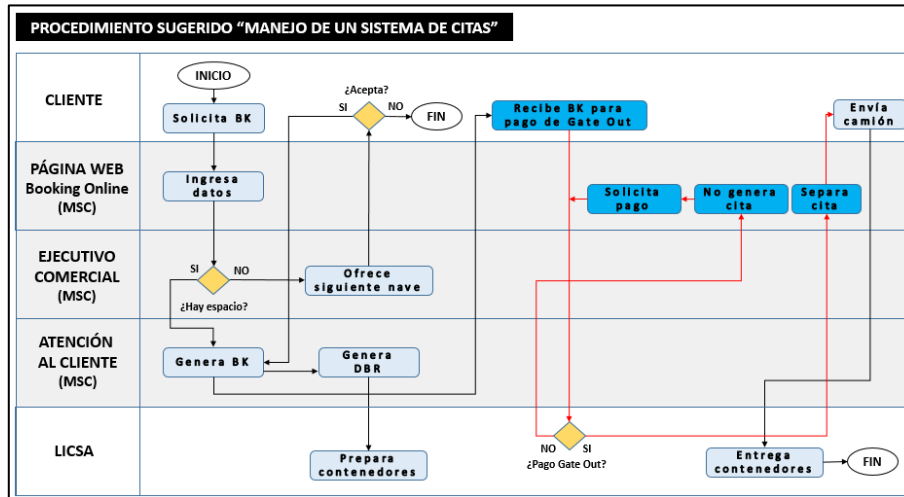 PROCEDIMIENTO SUGERIDO “MANEJO DE UN SISTEMA DE CITAS”
CLIENTE
INICIO
Solicita BK
¿Acepta?
SI
NO
FIN
Recibe BK para
pago de Gate Out
Envía
camión
PÁGINA WEB
Booking Online
(MSC)
Ingresa
datos
Solicita
pago
No genera
cita
Separa
cita
EJECUTIVO
COMERCIAL
(MSC)
SI
NO
¿Hay espacio?
Ofrece
siguiente nave
ATENCIÓN
AL CLIENTE
(MSC)
Genera BK
Genera
DBR
LICSA
Prepara
contenedores
NO
SI
¿Pago Gate Out?
Entrega
contenedores
FIN